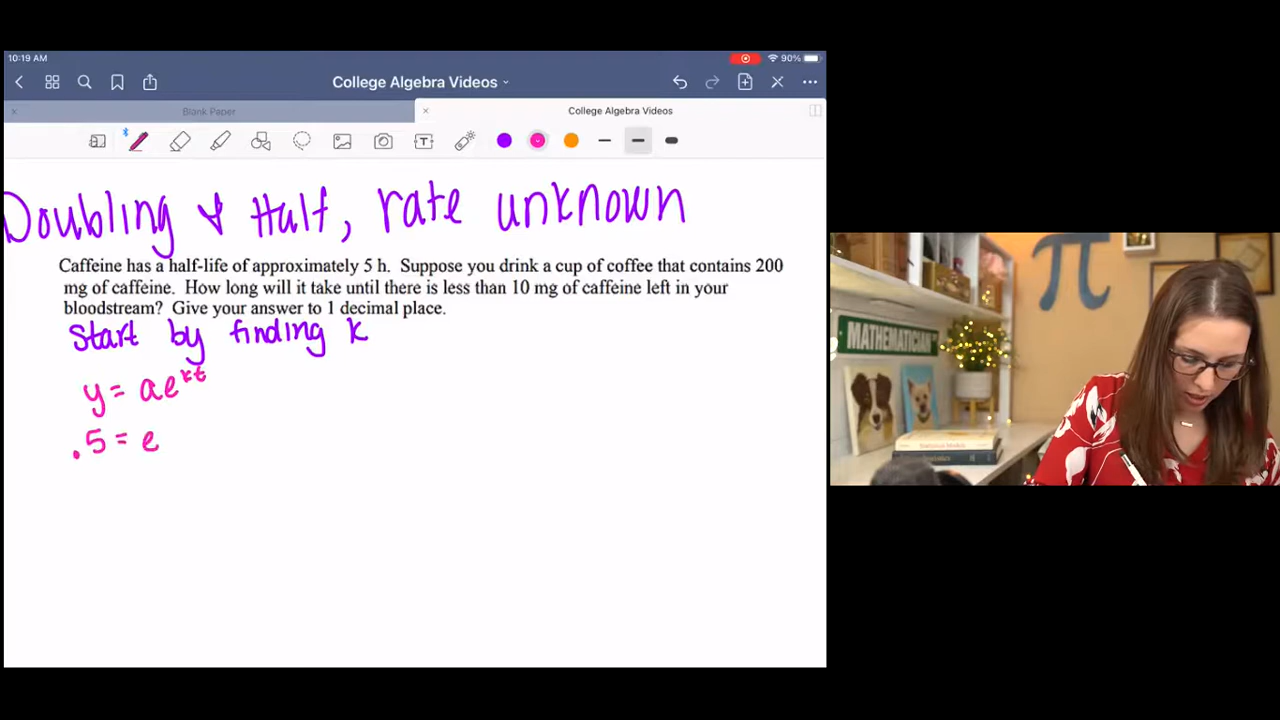 10:19 AM
90%
College Algebra Videos
Blank Paper
College Algebra Videos
Doubling & Half, rate unknown
Caffeine has a half-life of approximately 5 h. Suppose you drink a cup of coffee that contains 200
mg of caffeine. How long will it take until there is less than 10 mg of caffeine left in your
bloodstream? Give your answer to 1 decimal place.
Start by finding k
y = ae^kt
.5 = e
MATHEMATICIAN
π